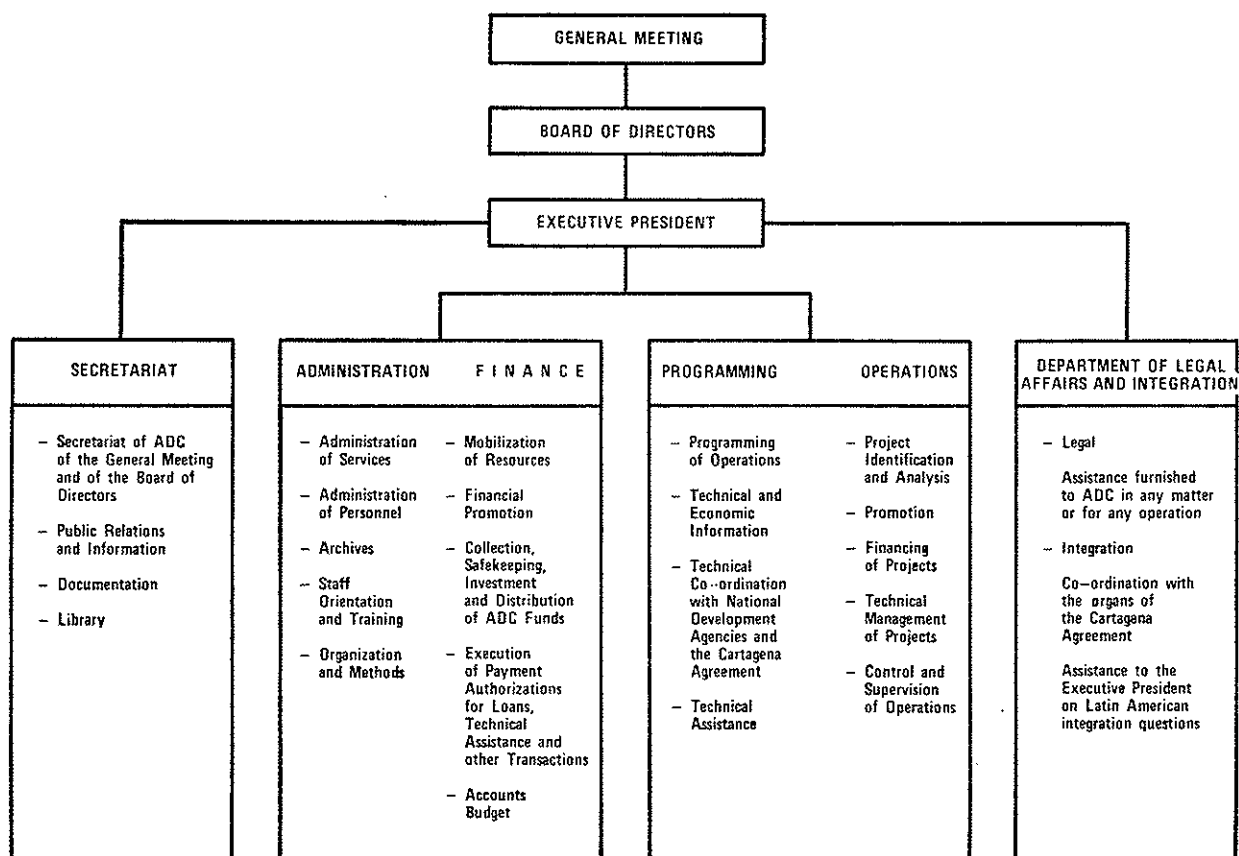 GENERAL MEETING
BOARD OF DIRECTORS
EXECUTIVE PRESIDENT
SECRETARIAT
– Secretariat of ADC
of the General Meeting
and of the Board of
Directors
– Public Relations
and Information
– Documentation
– Library
ADMINISTRATION
– Administration
of Services
– Administration
of Personnel
– Archives
– Staff
Orientation
and Training
– Organization
and Methods
FINANCE
– Mobilization
of Resources
– Financial
Promotion
– Collection,
Safekeeping,
Investment
and Distribution
of ADC Funds
– Execution
of Payment
Authorizations
for Loans,
Technical
Assistance and
other Transactions
– Accounts
Budget
PROGRAMMING
– Programming
of Operations
– Technical and
Economic
Information
– Technical
Co-ordination
with National
Development
Agencies and
the Cartagena
Agreement
– Technical
Assistance
OPERATIONS
– Project
Identification
and Analysis
– Promotion
– Financing
of Projects
– Technical
Management
of Projects
– Control and
Supervision
of Operations
DEPARTMENT OF LEGAL
AFFAIRS AND INTEGRATION
– Legal
Assistance furnished
to ADC in any matter
or for any operation
– Integration
Co-ordination with
the organs of
the Cartagena
Agreement
Assistance to the
Executive President
on Latin American
integration questions